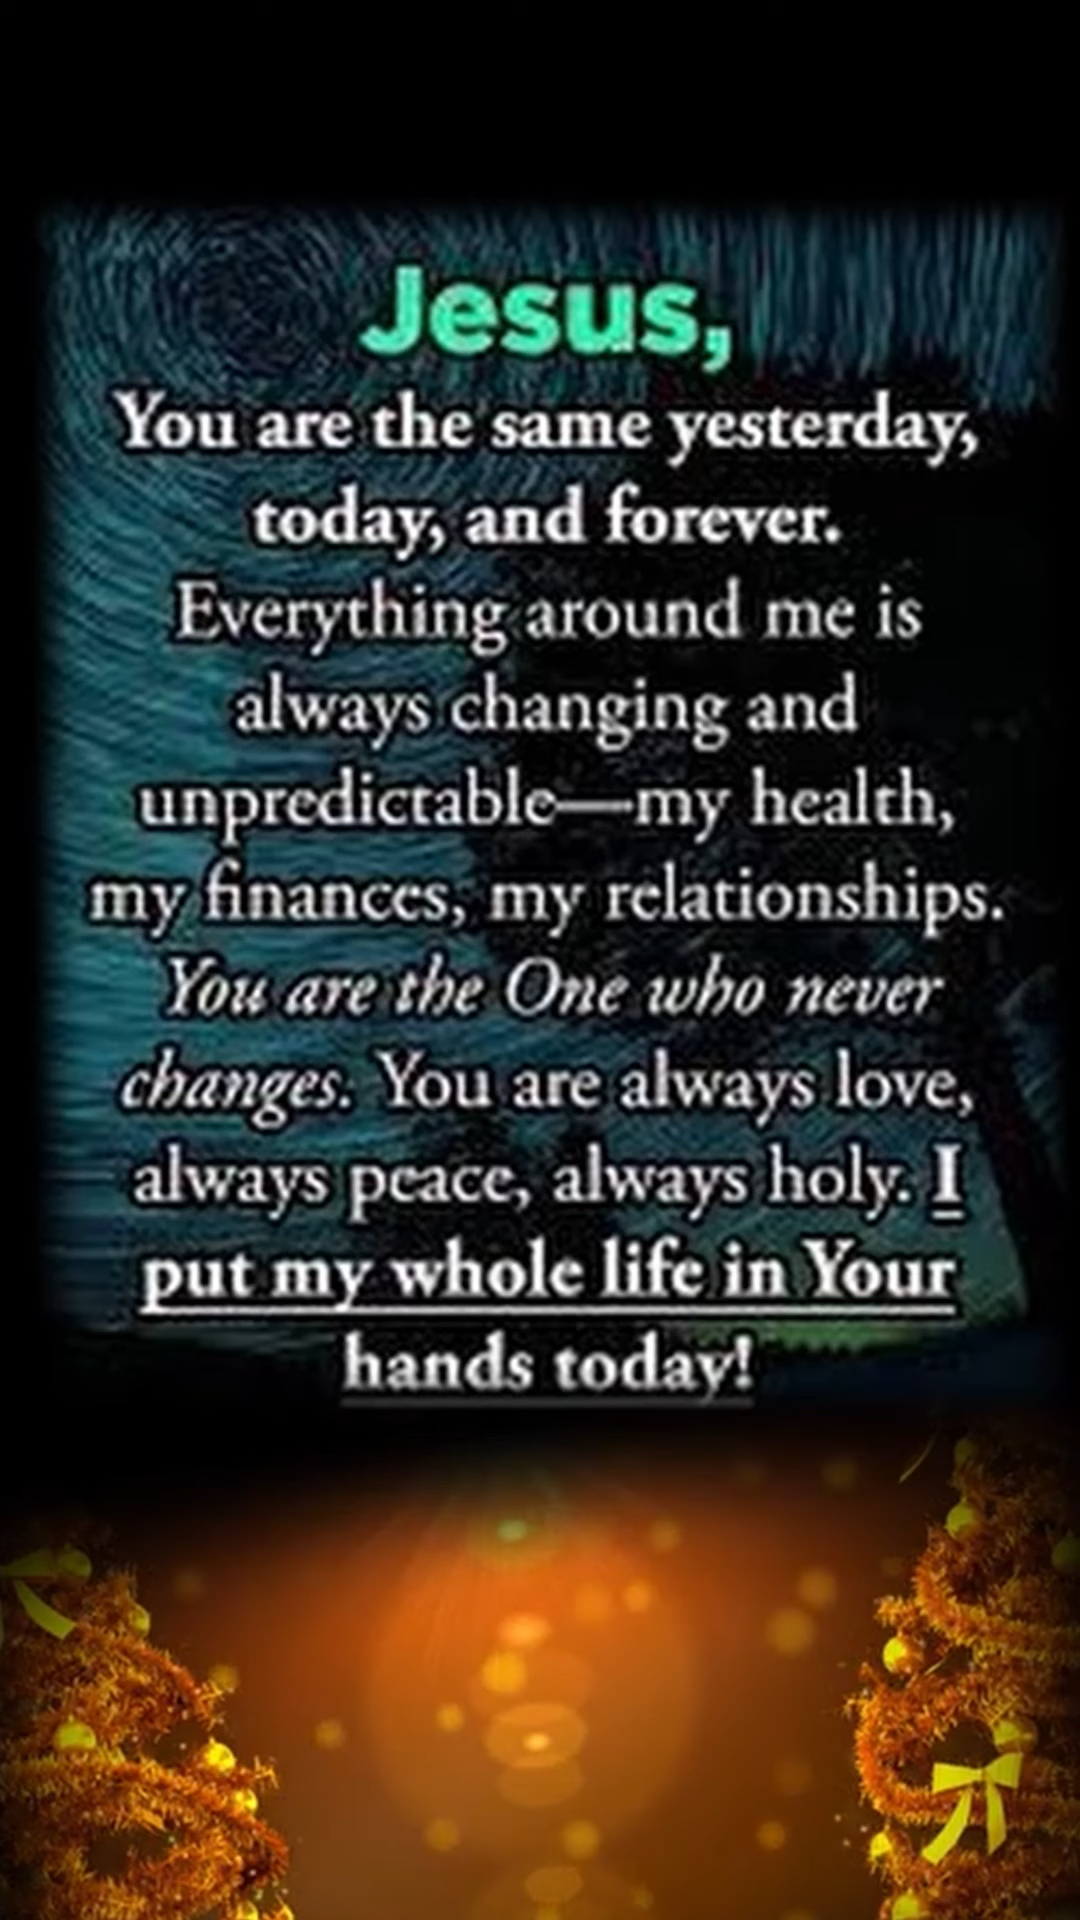 Jesus,
You are the same yesterday,
today, and forever.
Everything around me is
always changing and
unpredictable—my health,
my finances, my relationships.
You are the One who never
changes. You are always love,
always peace, always holy. I
put my whole life in Your
hands today!